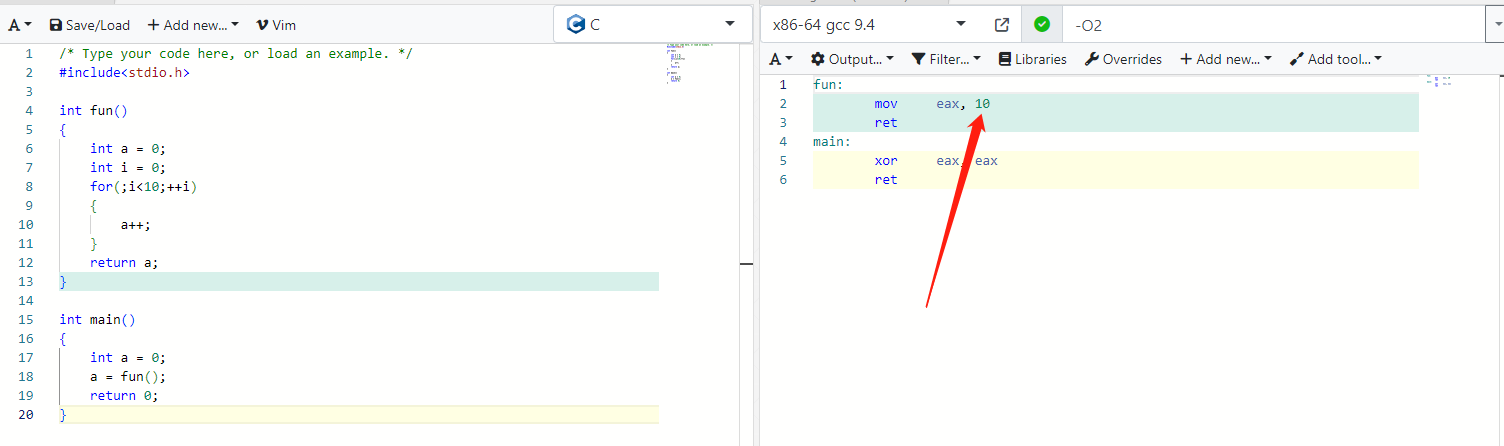 A Save/Load + Add new... Vim C
1 /* Type your code here, or load an example. */
2 #include<stdio.h>
3
4 int fun()
5 {
6 int a = 0;
7 int i = 0;
8 for(;i<10;++i)
9 {
10 a++;
11 }
12 return a;
13 }
14
15 int main()
16 {
17 int a = 0;
18 a = fun();
19 return 0;
20 }
x86-64 gcc 9.4 -O2
A Output... Filter... Libraries Overrides + Add new... Add tool...
1 fun:
2 mov eax, 10
3 ret
4 main:
5 xor eax, eax
6 ret